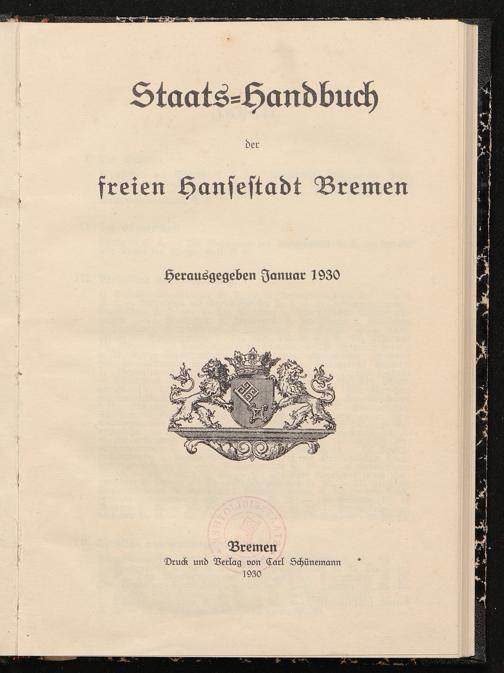 Staats-Handbuch
der
freien Hansestadt Bremen
Herausgegeben Januar 1930
Bremen
Druck und Verlag von Carl Schünemann
1930